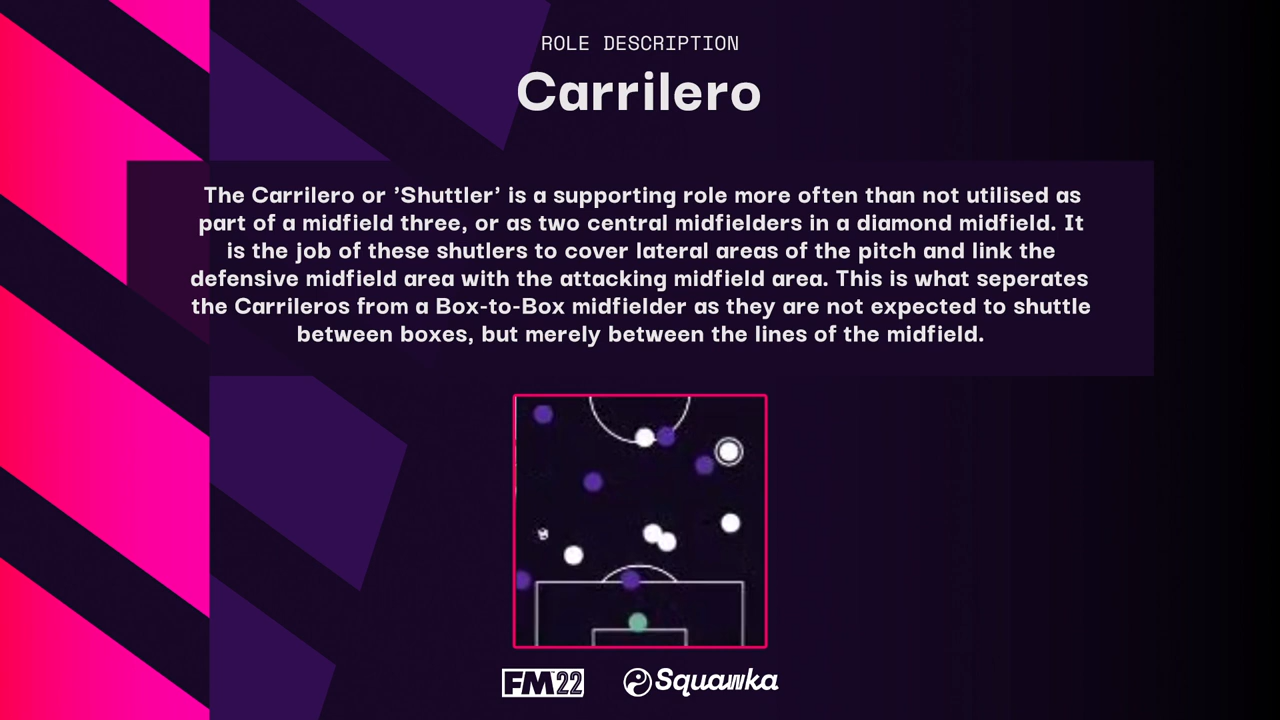 ROLE DESCRIPTION
Carrilero
The Carrilero or 'Shuttler' is a supporting role more often than not utilised as
part of a midfield three, or as two central midfielders in a diamond midfield. It
is the job of these shutlers to cover lateral areas of the pitch and link the
defensive midfield area with the attacking midfield area. This is what seperates
the Carrileros from a Box-to-Box midfielder as they are not expected to shuttle
between boxes, but merely between the lines of the midfield.
FM22 Squawka